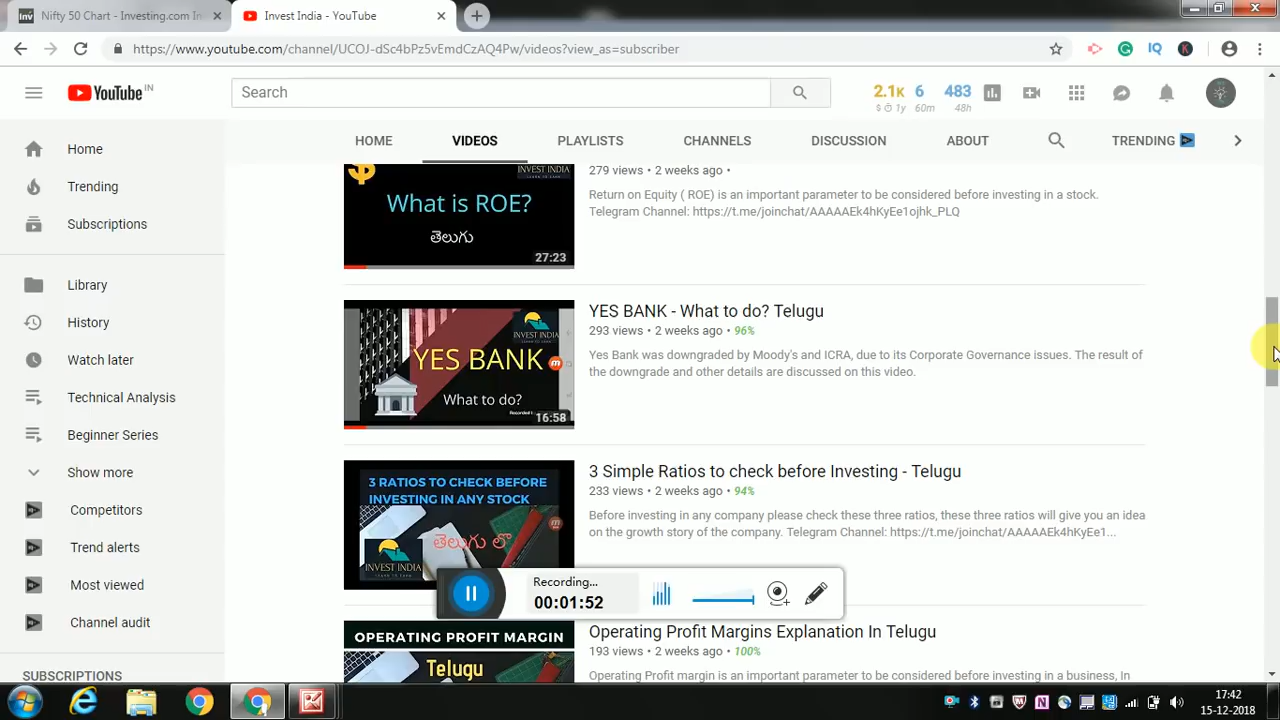 Nifty 50 Chart - Investing.com In
Invest India - YouTube
https://www.youtube.com/channel/UCOJ-dSc4bPz5vEmdCzAQ4Pw/videos?view_as=subscriber
YouTube IN
Search
2.1K 6 483
1y 60m 48h
HOME VIDEOS PLAYLISTS CHANNELS DISCUSSION ABOUT TRENDING
Home
Trending
Subscriptions
Library
History
Watch later
Technical Analysis
Beginner Series
Show more
Competitors
Trend alerts
Most viewed
Channel audit
SUBSCRIPTIONS
INVEST INDIA
What is ROE?
తెలుగు
27:23
279 views • 2 weeks ago •
Return on Equity ( ROE) is an important parameter to be considered before investing in a stock.
Telegram Channel: https://t.me/joinchat/AAAAAEk4hKyEe1ojhk_PLQ
INVEST INDIA
YES BANK
What to do?
16:58
YES BANK - What to do? Telugu
293 views • 2 weeks ago • 96%
Yes Bank was downgraded by Moody's and ICRA, due to its Corporate Governance issues. The result of
the downgrade and other details are discussed on this video.
3 RATIOS TO CHECK BEFORE
INVESTING IN ANY STOCK
తెలుగు లో
INVEST INDIA
3 Simple Ratios to check before Investing - Telugu
233 views • 2 weeks ago • 94%
Before investing in any company please check these three ratios, these three ratios will give you an idea
on the growth story of the company. Telegram Channel: https://t.me/joinchat/AAAAAEk4hKyEe1...
Recording...
00:01:52
OPERATING PROFIT MARGIN
Telugu
Operating Profit Margins Explanation In Telugu
193 views • 2 weeks ago • 100%
Operating Profit margin is an important parameter to be considered before investing in a business, In
17:42
15-12-2018